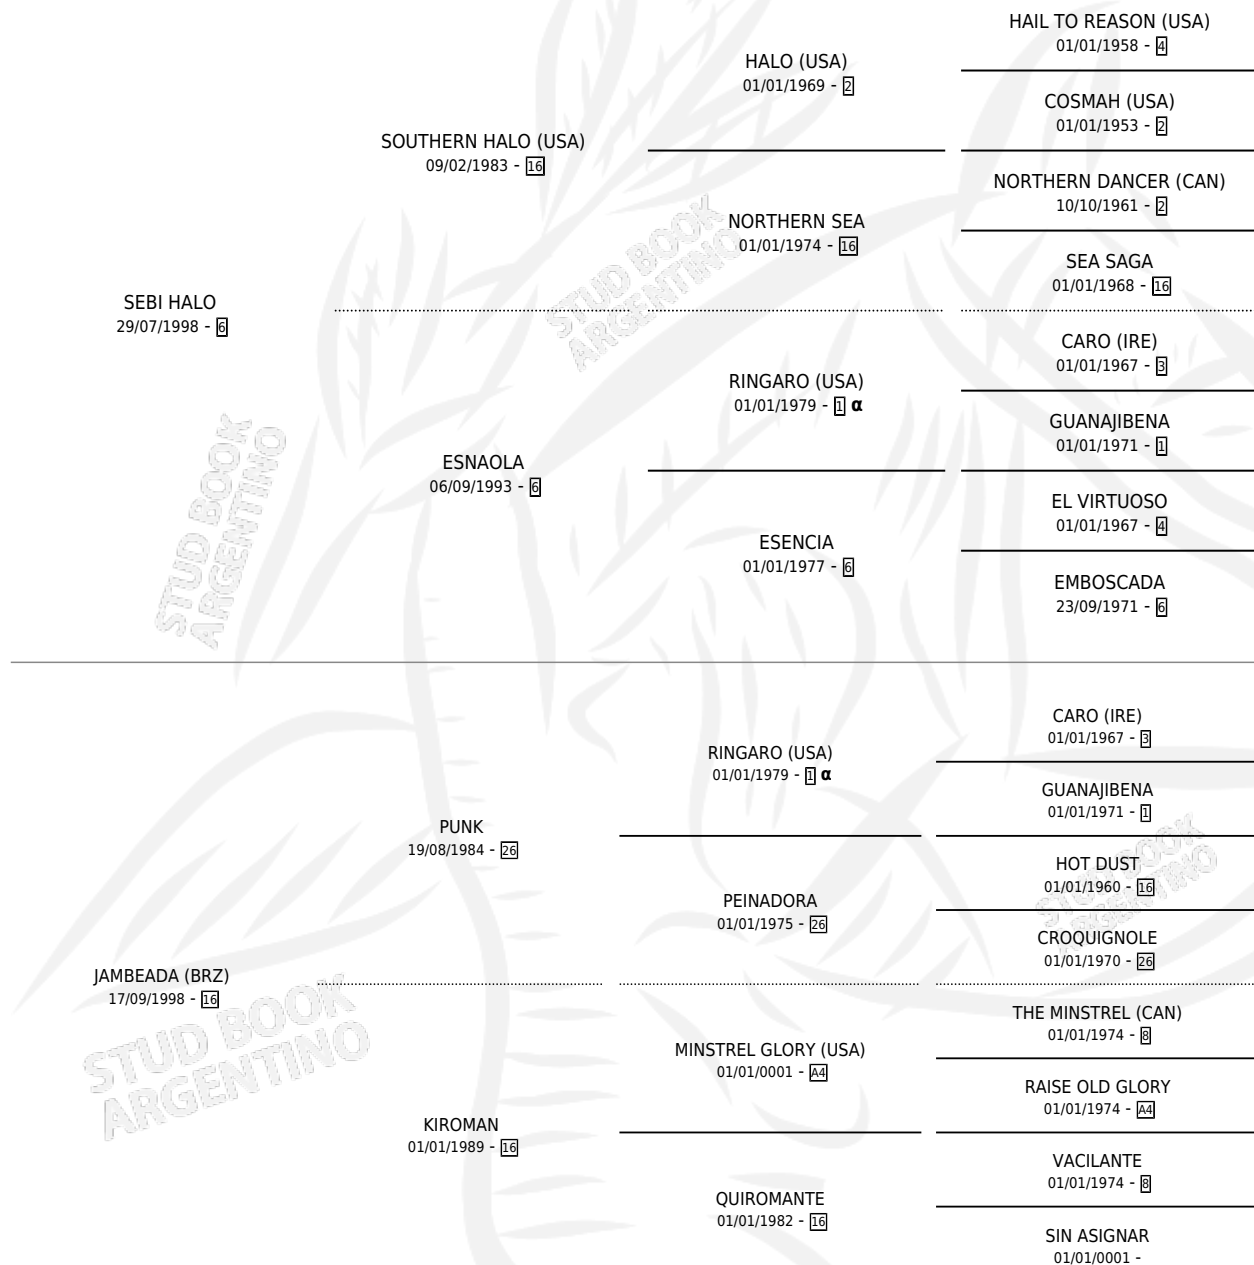 HAIL TO REASON (USA)
01/01/1958 - 4
HALO (USA)
01/01/1969 - 2
COSMAH (USA)
01/01/1953 - 2
SOUTHERN HALO (USA)
09/02/1983 - 16
NORTHERN DANCER (CAN)
10/10/1961 - 2
NORTHERN SEA
01/01/1974 - 16
SEA SAGA
01/01/1968 - 16
SEBI HALO
29/07/1998 - 6
STUD BOOK
ARGENTINO
CARO (IRE)
01/01/1967 - 3
RINGARO (USA)
01/01/1979 - 1 α
GUANAJIBENA
01/01/1971 - 1
ESNAOLA
06/09/1993 - 6
EL VIRTUOSO
01/01/1967 - 4
ESENCIA
01/01/1977 - 6
EMBOSCADA
23/09/1971 - 6
STUD BOOK
ARGENTINO
CARO (IRE)
01/01/1967 - 3
RINGARO (USA)
01/01/1979 - 1 α
GUANAJIBENA
01/01/1971 - 1
PUNK
19/08/1984 - 26
HOT DUST
01/01/1960 - 16
PEINADORA
01/01/1975 - 26
CROQUIGNOLE
01/01/1970 - 26
STUD BOOK
ARGENTINO
JAMBEADA (BRZ)
17/09/1998 - 16
STUD BOOK
ARGENTINO
THE MINSTREL (CAN)
01/01/1974 - 8
MINSTREL GLORY (USA)
01/01/0001 - A4
RAISE OLD GLORY
01/01/1974 - A4
KIROMAN
01/01/1989 - 16
VACILANTE
01/01/1974 - 8
QUIROMANTE
01/01/1982 - 16
SIN ASIGNAR
01/01/0001 -